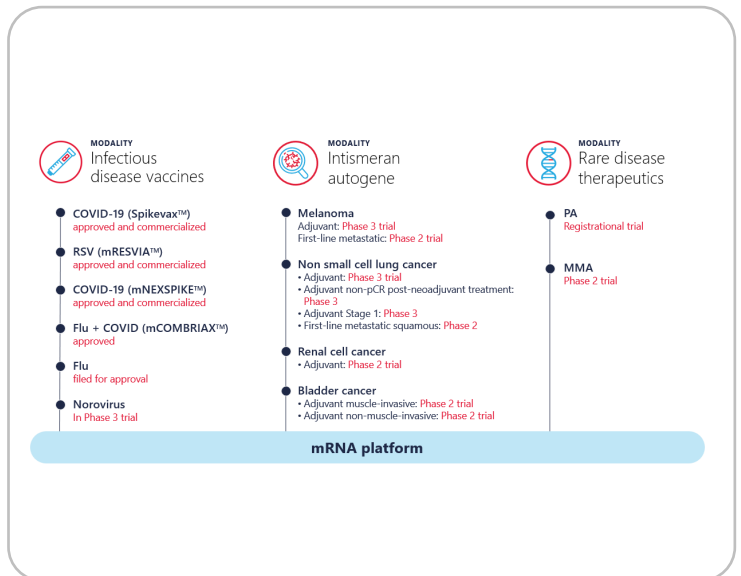 MODALITY
Infectious
disease vaccines
COVID-19 (Spikevax™)
approved and commercialized
RSV (mRESVIA™)
approved and commercialized
COVID-19 (mNEXSPIKE™)
approved and commercialized
Flu + COVID (mCOMBRIAX™)
approved
Flu
filed for approval
Norovirus
In Phase 3 trial
MODALITY
Intismeran
autogene
Melanoma
Adjuvant: Phase 3 trial
First-line metastatic: Phase 2 trial
Non small cell lung cancer
• Adjuvant: Phase 3 trial
• Adjuvant non-pCR post-neoadjuvant treatment:
Phase 3
• Adjuvant Stage 1: Phase 3
• First-line metastatic squamous: Phase 2
Renal cell cancer
• Adjuvant: Phase 2 trial
Bladder cancer
• Adjuvant muscle-invasive: Phase 2 trial
• Adjuvant non-muscle-invasive: Phase 2 trial
MODALITY
Rare disease
therapeutics
PA
Registrational trial
MMA
Phase 2 trial
mRNA platform